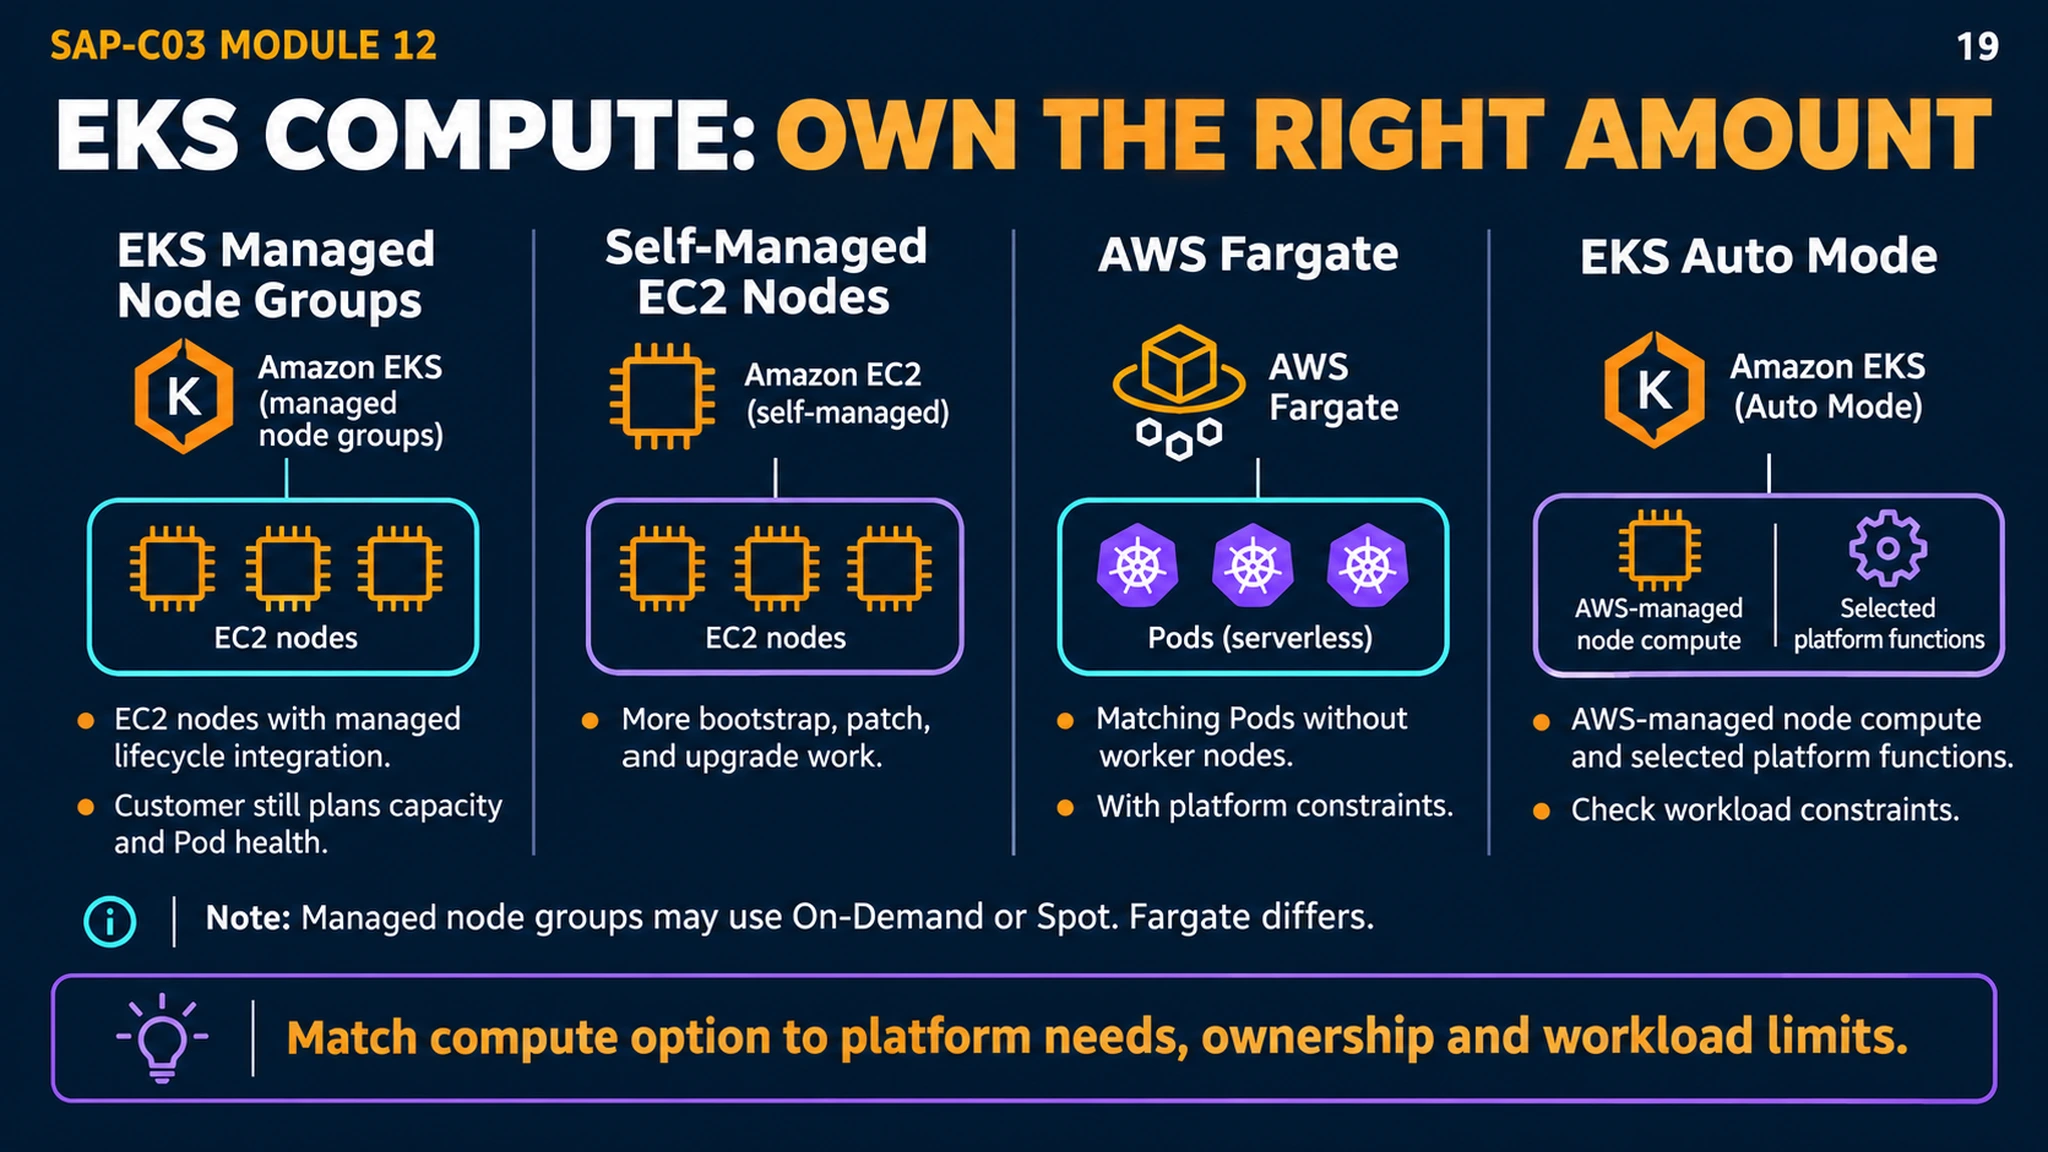 SAP-C03 MODULE 12
19
EKS COMPUTE: OWN THE RIGHT AMOUNT
EKS Managed
Node Groups
K
Amazon EKS
(managed
node groups)
EC2 nodes
EC2 nodes with managed
lifecycle integration.
Customer still plans capacity
and Pod health.
Self-Managed
EC2 Nodes
Amazon EC2
(self-managed)
EC2 nodes
More bootstrap, patch,
and upgrade work.
AWS Fargate
AWS
Fargate
Pods (serverless)
Matching Pods without
worker nodes.
With platform constraints.
EKS Auto Mode
K
Amazon EKS
(Auto Mode)
AWS-managed
node compute
Selected
platform functions
AWS-managed node compute
and selected platform functions.
Check workload constraints.
i
Note: Managed node groups may use On-Demand or Spot. Fargate differs.
Match compute option to platform needs, ownership and workload limits.